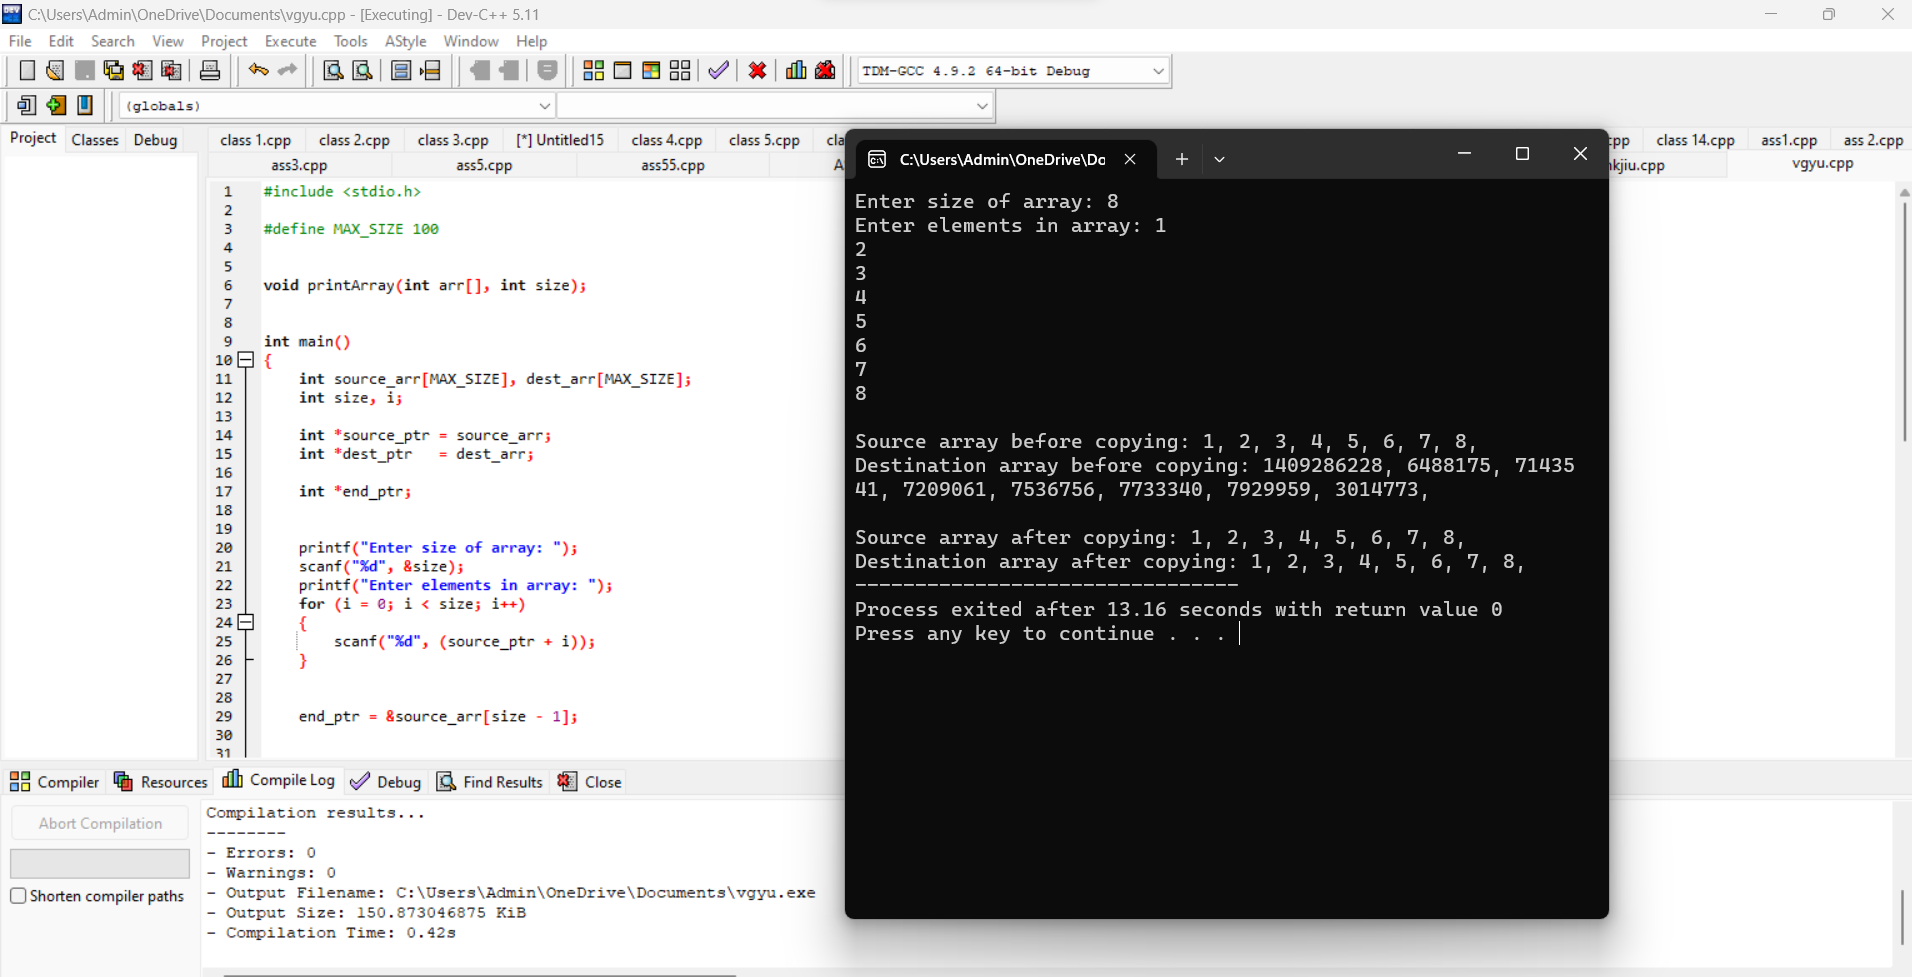 C:\Users\Admin\OneDrive\Documents\vgyu.cpp - [Executing] - Dev-C++ 5.11
File Edit Search View Project Execute Tools AStyle Window Help
TDM-GCC 4.9.2 64-bit Debug
(globals)
Project Classes Debug
class 1.cpp class 2.cpp class 3.cpp [*] Untitled15 class 4.cpp class 5.cpp cla
pp class 14.cpp ass1.cpp ass 2.cpp
ass3.cpp ass5.cpp ass55.cpp A
kjiu.cpp vgyu.cpp
1 #include <stdio.h>
2
3 #define MAX_SIZE 100
4
5
6 void printArray(int arr[], int size);
7
8
9 int main()
10 {
11 int source_arr[MAX_SIZE], dest_arr[MAX_SIZE];
12 int size, i;
13
14 int *source_ptr = source_arr;
15 int *dest_ptr   = dest_arr;
16
17 int *end_ptr;
18
19
20 printf("Enter size of array: ");
21 scanf("%d", &size);
22 printf("Enter elements in array: ");
23 for (i = 0; i < size; i++)
24 {
25 scanf("%d", (source_ptr + i));
26 }
27
28
29 end_ptr = &source_arr[size - 1];
30
31
C:\Users\Admin\OneDrive\Do
Enter size of array: 8
Enter elements in array: 1
2
3
4
5
6
7
8
Source array before copying: 1, 2, 3, 4, 5, 6, 7, 8,
Destination array before copying: 1409286228, 6488175, 71435
41, 7209061, 7536756, 7733340, 7929959, 3014773,
Source array after copying: 1, 2, 3, 4, 5, 6, 7, 8,
Destination array after copying: 1, 2, 3, 4, 5, 6, 7, 8,
--------------------------------
Process exited after 13.16 seconds with return value 0
Press any key to continue . . .
Compiler Resources Compile Log Debug Find Results Close
Abort Compilation
Shorten compiler paths
Compilation results...
--------
- Errors: 0
- Warnings: 0
- Output Filename: C:\Users\Admin\OneDrive\Documents\vgyu.exe
- Output Size: 150.873046875 KiB
- Compilation Time: 0.42s